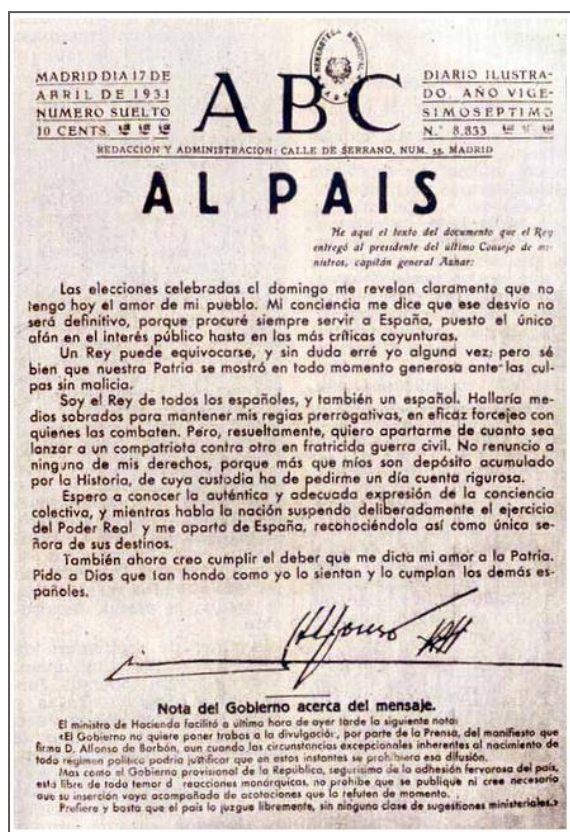 HEMEROTECA MUNICIPAL
MADRID DIA 17 DE
ABRIL DE 1931
NUMERO SUELTO
10 CENTS.
ABC
DIARIO ILUSTRA-
DO. AÑO VIGE-
SIMOSEPTIMO
N.º 8.833
REDACCION Y ADMINISTRACION: CALLE DE SERRANO, NUM. 55, MADRID
AL PAIS
He aquí el texto del documento que el Rey
entregó al presidente del último Consejo de mi-
nistros, capitán general Aznar:
Las elecciones celebradas el domingo me revelan claramente que no
tengo hoy el amor de mi pueblo. Mi conciencia me dice que ese desvío no
será definitivo, porque procuré siempre servir a España, puesto el único
afán en el interés público hasta en las más críticas coyunturas.
Un Rey puede equivocarse, y sin duda erré yo alguna vez; pero sé
bien que nuestra Patria se mostró en todo momento generosa ante las cul-
pas sin malicia.
Soy el Rey de todos los españoles, y también un español. Hallaría me-
dios sobrados para mantener mis regias prerrogativas, en eficaz forcejeo con
quienes las combaten. Pero, resueltamente, quiero apartarme de cuanto sea
lanzar a un compatriota contra otro en fratricida guerra civil. No renuncio a
ninguno de mis derechos, porque más que míos son depósito acumulado
por la Historia, de cuya custodia ha de pedirme un día cuenta rigurosa.
Espero a conocer la auténtica y adecuada expresión de la conciencia
colectiva, y mientras habla la nación suspendo deliberadamente el ejercicio
del Poder Real y me aparto de España, reconociéndola así como única se-
ñora de sus destinos.
También ahora creo cumplir el deber que me dicta mi amor a la Patria.
Pido a Dios que tan hondo como yo lo sientan y lo cumplan los demás es-
pañoles.
Alfonso
Nota del Gobierno acerca del mensaje.
El ministro de Hacienda facilitó a última hora de ayer tarde la siguiente nota:
«El Gobierno no quiere poner trabas a la divulgación, por parte de la Prensa, del manifiesto que
firma D. Alfonso de Borbón, aun cuando las circunstancias excepcionales inherentes al nacimiento de
todo régimen político podría justificar que en estos instantes se prohibiera esa difusión.
Mas como el Gobierno provisional de la República, segurísimo de la adhesión fervorosa del país,
está libre de todo temor d reacciones monárquicas, no prohibe que se publique ni cree necesario
que su inserción vaya acompañada de acotaciones que lo refuten de momento.
Prefiere y basta que el país lo juzgue libremente, sin ninguna clase de sugestiones ministeriales.»